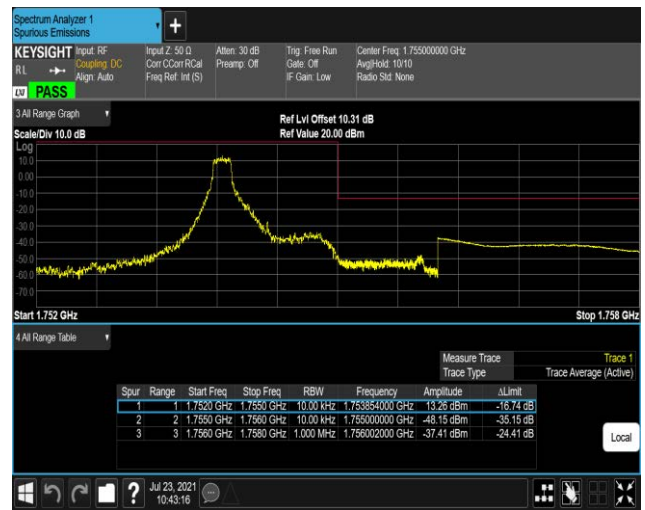 Spectrum Analyzer 1
Spurious Emissions
KEYSIGHT Input: RF Input Z: 50 Ω Atten: 30 dB Trig: Free Run Center Freq: 1.755000000 GHz
RL Coupling: DC Corr CCorr RCal Preamp: Off Gate: Off Avg|Hold: 10/10
Align: Auto Freq Ref: Int (S) IF Gain: Low Radio Std: None
LXI PASS
3 All Range Graph
Ref Lvl Offset 10.31 dB
Scale/Div 10.0 dB Ref Value 20.00 dBm
Log
10.0
0.00
-10.0
-20.0
-30.0
-40.0
-50.0
-60.0
-70.0
Start 1.752 GHz Stop 1.758 GHz
4 All Range Table
Measure Trace Trace 1
Trace Type Trace Average (Active)
Spur Range Start Freq Stop Freq RBW Frequency Amplitude ΔLimit
1 1 1.7520 GHz 1.7550 GHz 10.00 kHz 1.753854000 GHz 13.26 dBm -16.74 dB
2 2 1.7550 GHz 1.7560 GHz 10.00 kHz 1.755000000 GHz -48.15 dBm -35.15 dB
3 3 1.7560 GHz 1.7580 GHz 1.000 MHz 1.756002000 GHz -37.41 dBm -24.41 dB
Local
Jul 23, 2021
10:43:16